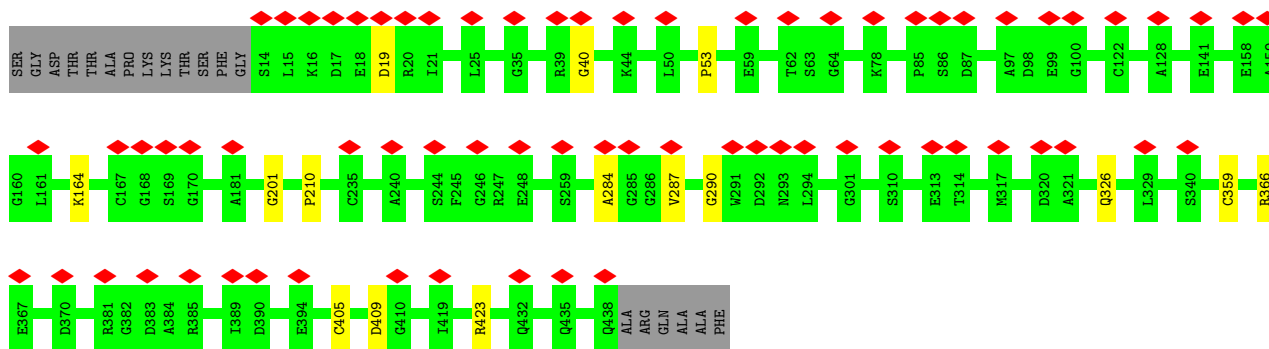 SER GLY ASP THR THR ALA PRO LYS LYS THR SER PHE GLY S14 L15 K16 D17 E18 D19 R20 I21 L25 G35 R39 G40 K44 L50 P53 E59 T62 S63 G64 K78 P85 S86 D87 A97 D98 E99 G100 C122 A128 E141 E158 A159
G160 L161 K164 C167 G168 S169 G170 A181 G201 P210 C235 A240 S244 F245 G246 R247 E248 S259 A284 G285 G286 V287 G290 W291 D292 N293 L294 G301 S310 E313 T314 M317 D320 A321 Q326 L329 S340 C359 R366
E367 D370 R381 G382 D383 A384 R385 I389 D390 E394 C405 D409 G410 I419 R423 Q432 Q435 Q438 ALA ARG GLN ALA ALA PHE